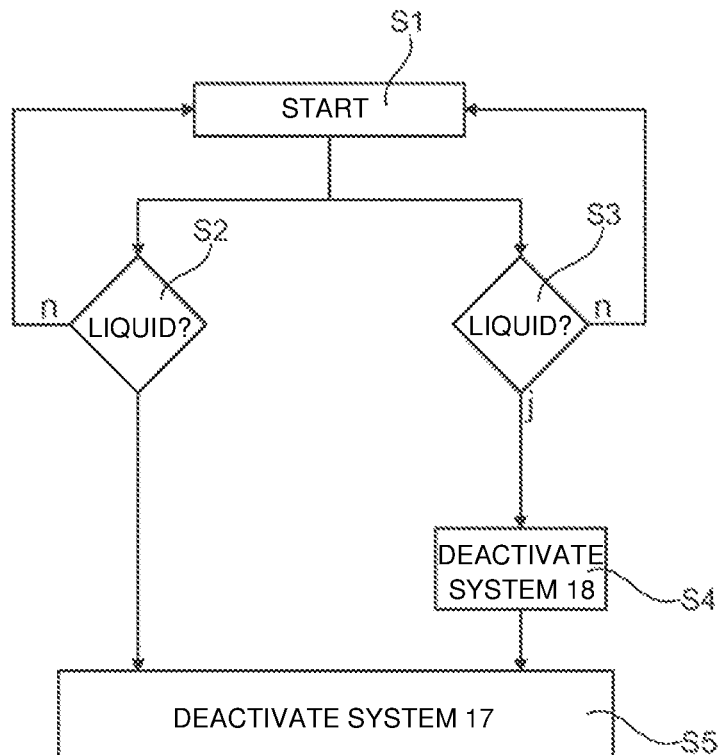 S1
START
S2
S3
n
LIQUID?
LIQUID?
n
j
DEACTIVATE
SYSTEM 18
S4
DEACTIVATE SYSTEM 17
S5